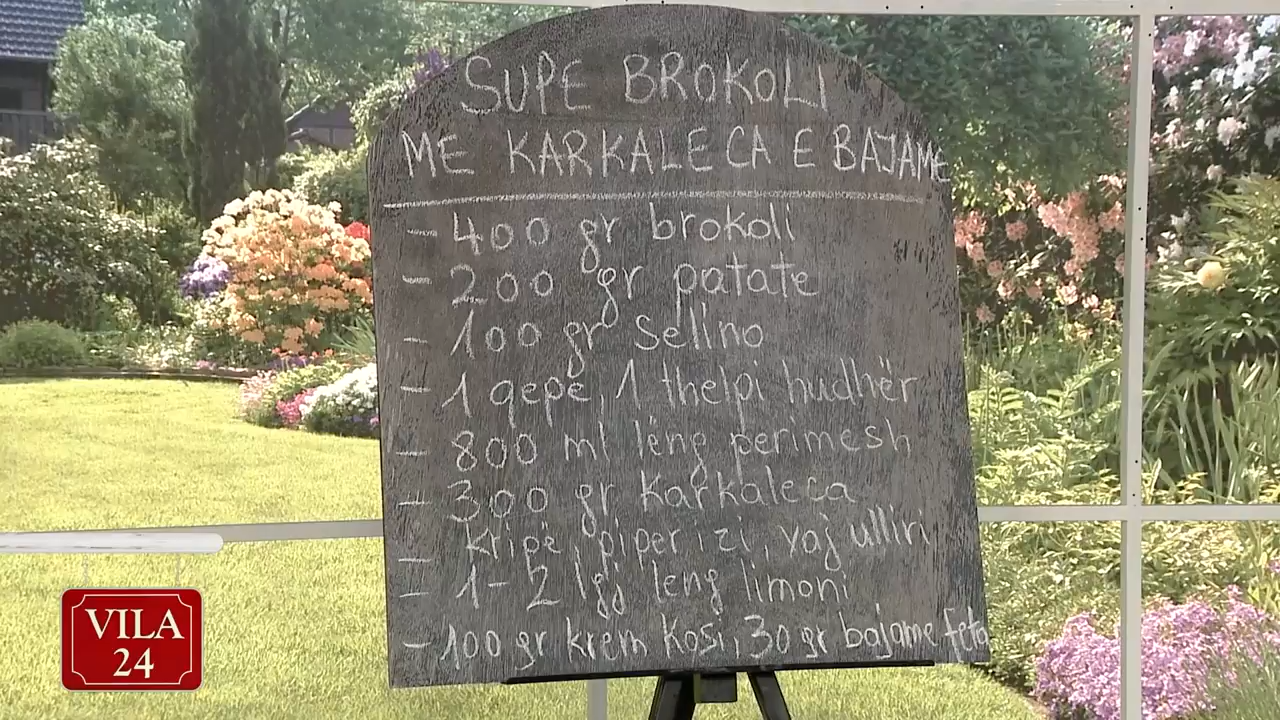 SUPE BROKOLI
ME KARKALECA E BAJAME
- 400 gr brokoli
- 200 gr patate
- 100 gr selino
- 1 qepë, 1 thelpi hudhër
- 800 ml lëng perimesh
- 300 gr karkaleca
- kripë, piper i zi, vaj ulliri
- 1-2 lgj leng limoni
- 100 gr krem kosi, 30 gr bajame feta
VILA
24